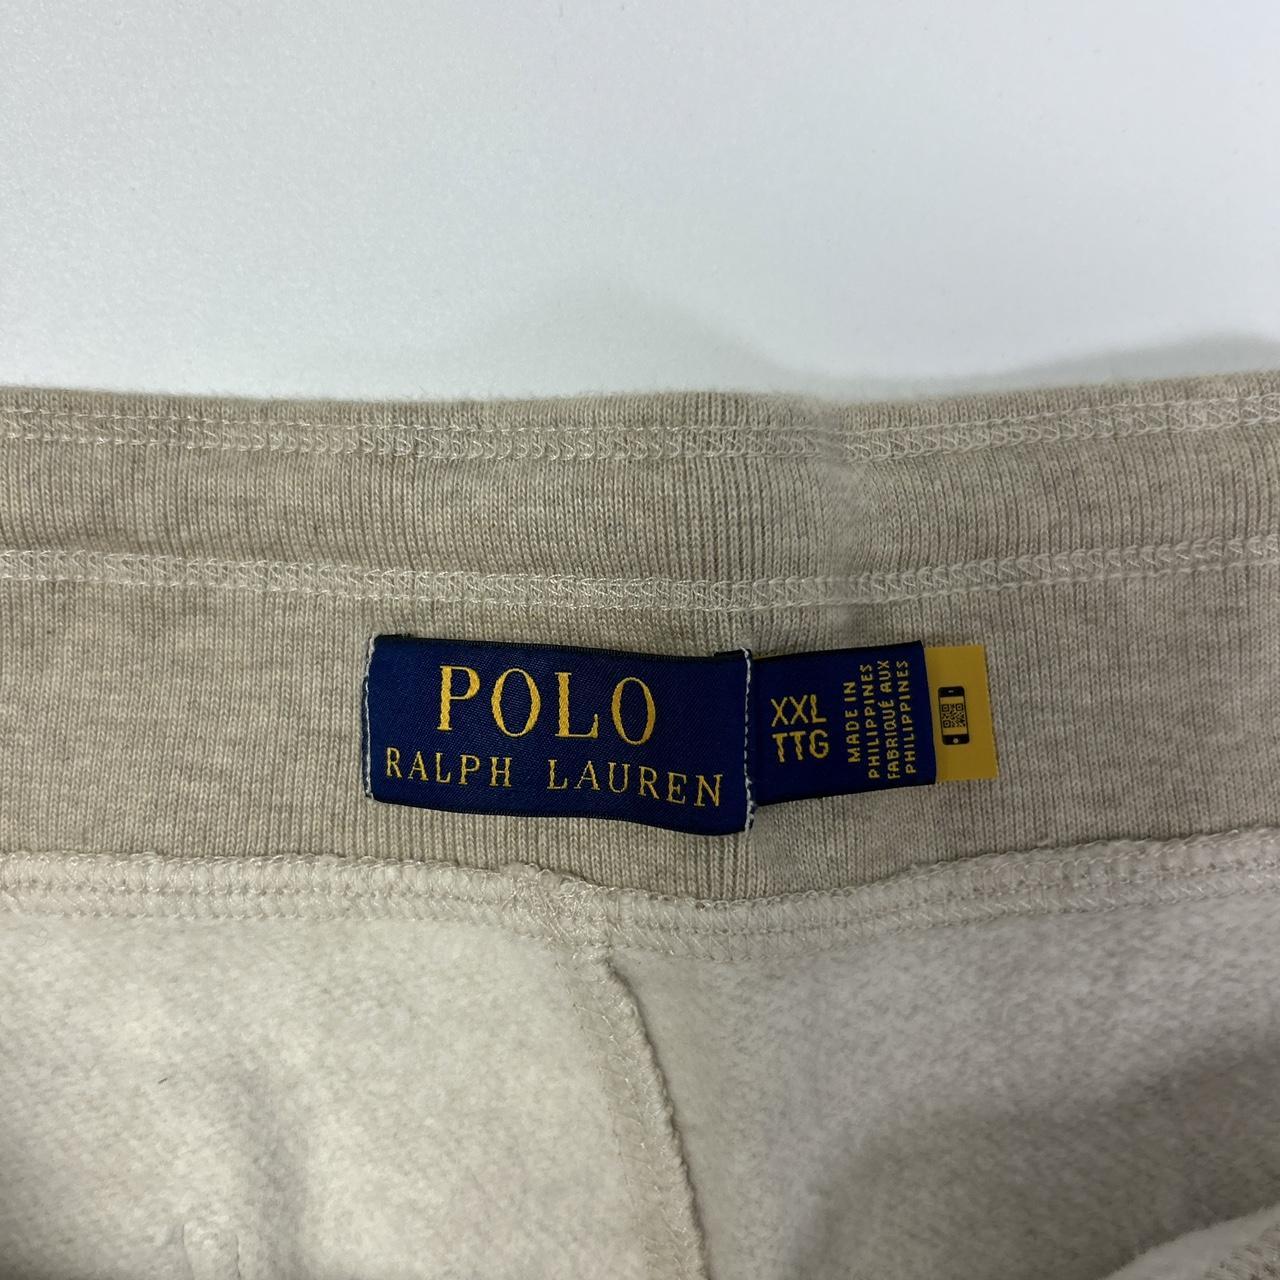 POLO
RALPH LAUREN
XXL
TTG
MADE IN
PHILIPPINES
FABRIQUÉ AUX
PHILIPPINES